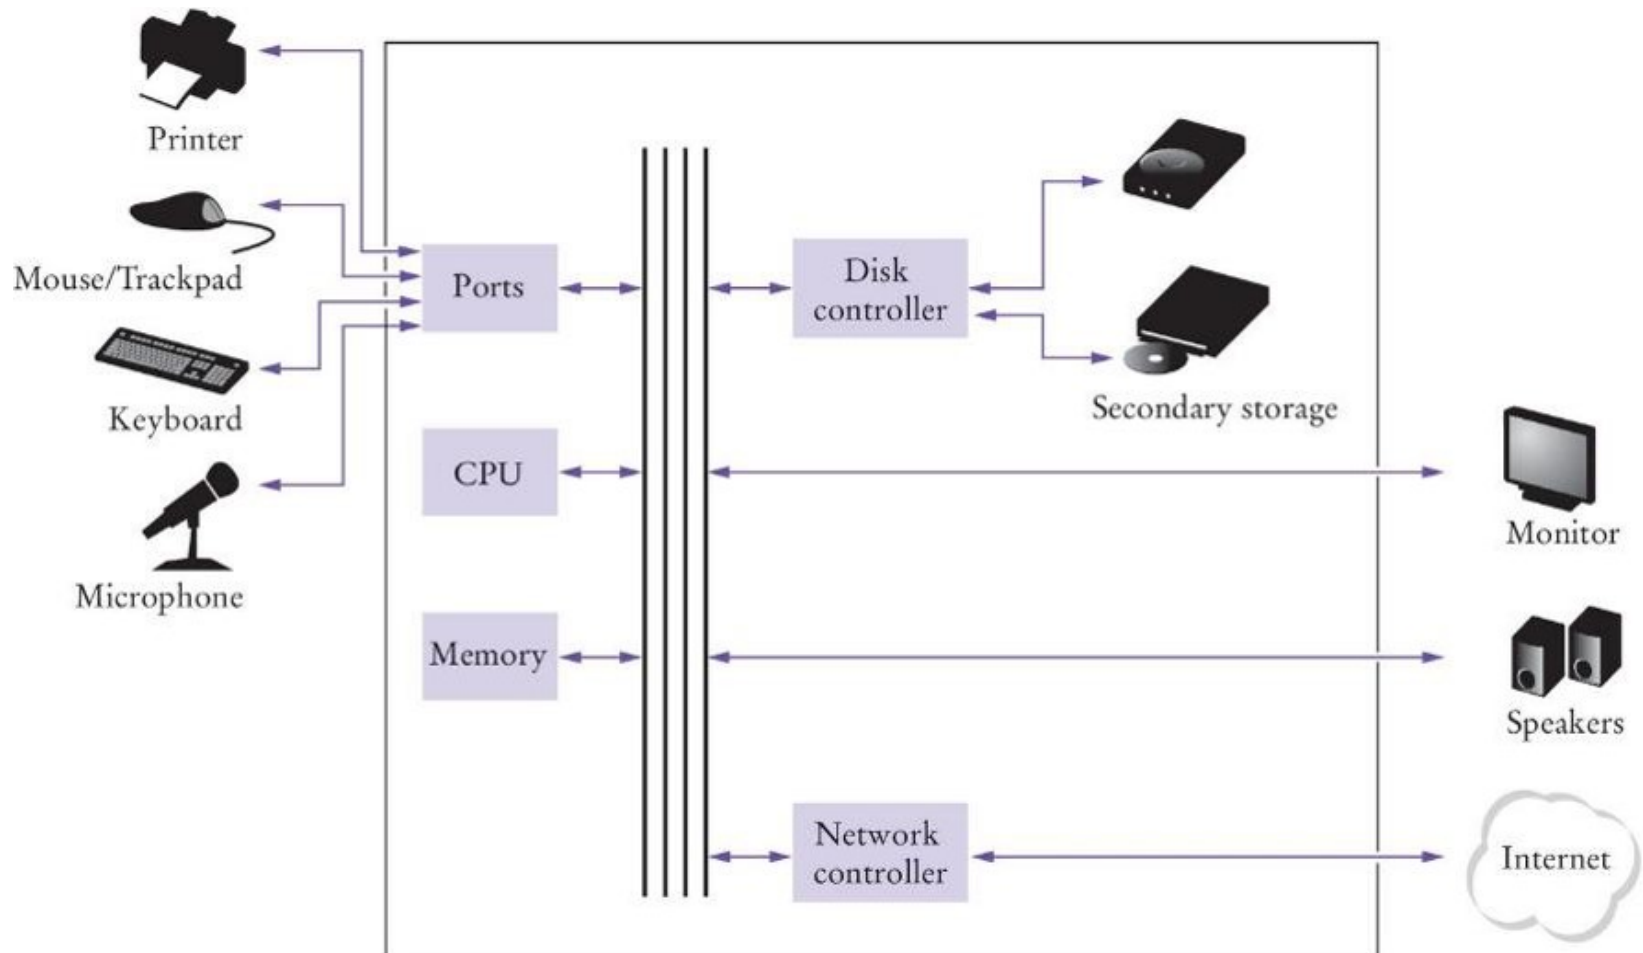 Printer
Mouse/Trackpad
Keyboard
Microphone
Ports
CPU
Memory
Disk
controller
Secondary storage
Monitor
Speakers
Network
controller
Internet